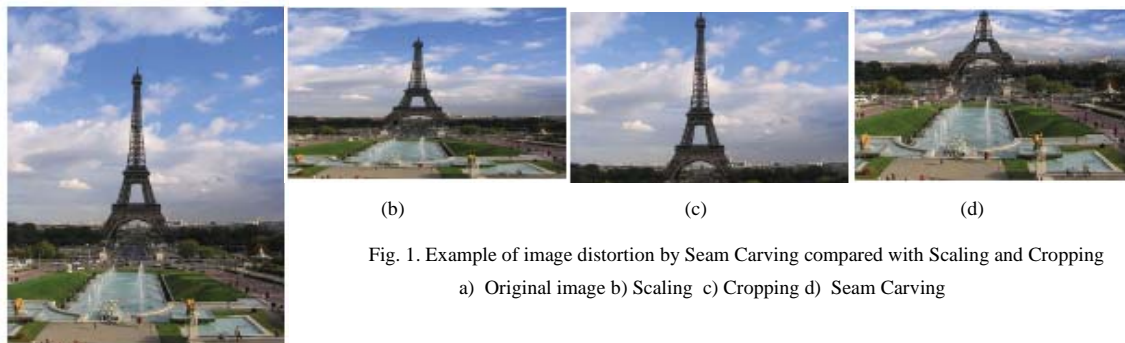 (b) (c) (d)
Fig. 1. Example of image distortion by Seam Carving compared with Scaling and Cropping
a) Original image b) Scaling c) Cropping d) Seam Carving